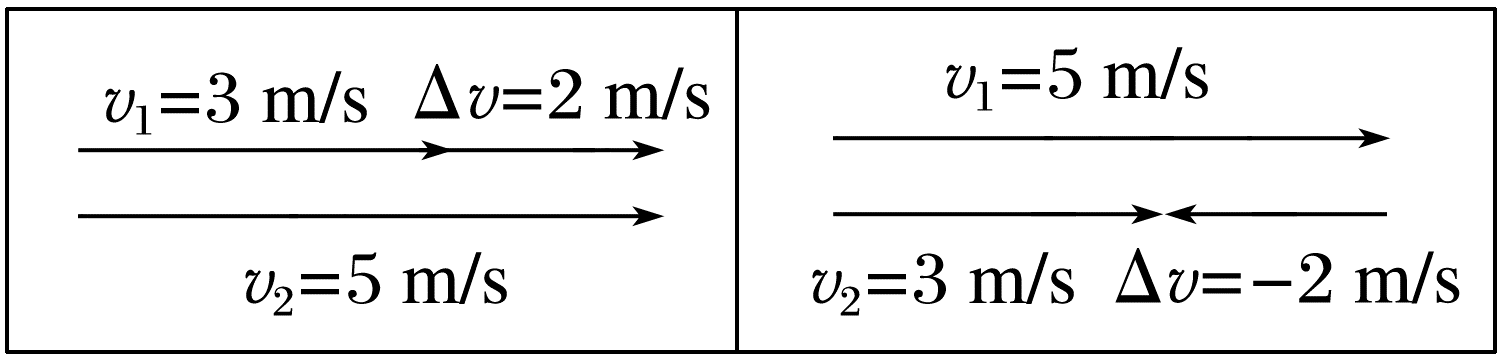 v₁=3 m/s Δv=2 m/s
v₂=5 m/s
v₁=5 m/s
v₂=3 m/s Δv=−2 m/s